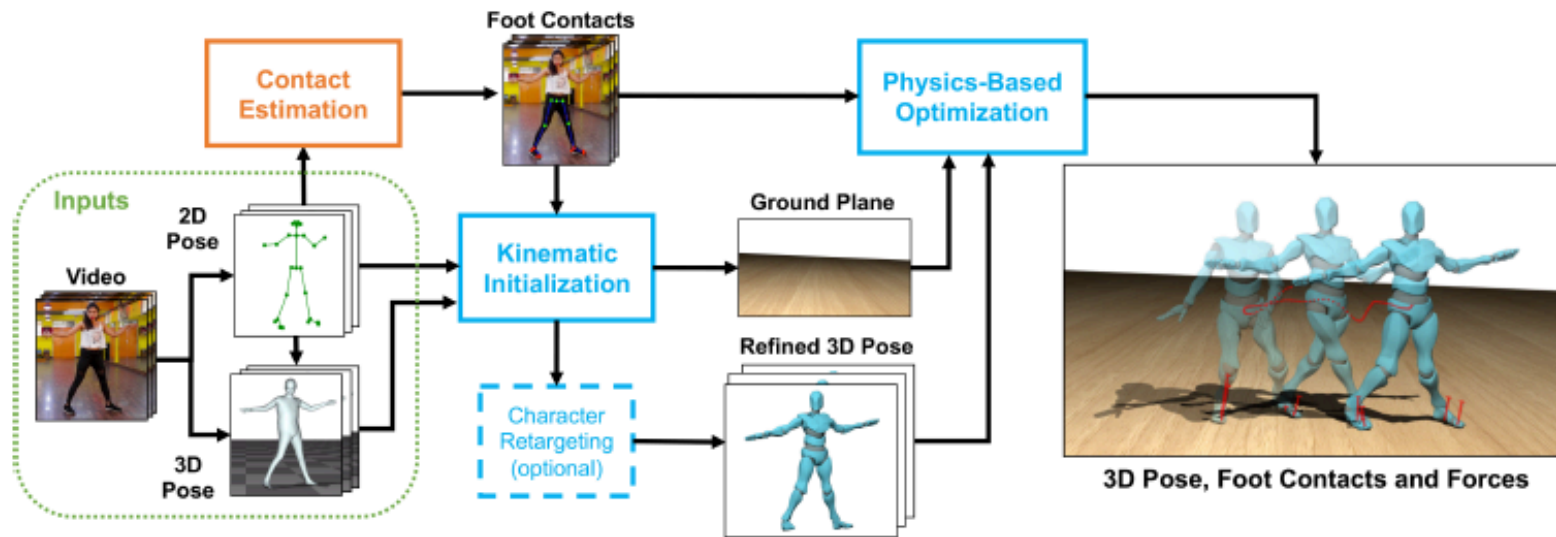 Foot Contacts
Contact
Estimation
Physics-Based
Optimization
Inputs
2D
Pose
Ground Plane
Kinematic
Initialization
Video
Refined 3D Pose
Character
Retargeting
(optional)
3D
Pose
3D Pose, Foot Contacts and Forces